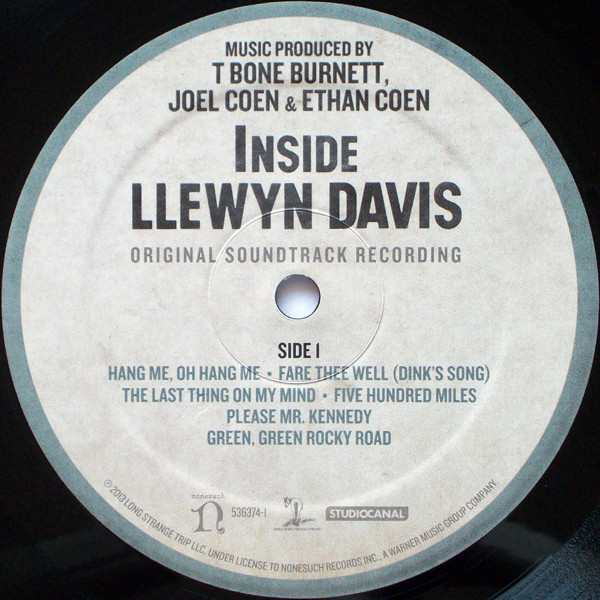 MUSIC PRODUCED BY
T BONE BURNETT,
JOEL COEN & ETHAN COEN
INSIDE
LLEWYN DAVIS
ORIGINAL SOUNDTRACK RECORDING
SIDE 1
HANG ME, OH HANG ME • FARE THEE WELL (DINK'S SONG)
THE LAST THING ON MY MIND • FIVE HUNDRED MILES
PLEASE MR. KENNEDY
GREEN, GREEN ROCKY ROAD
nonesuch
n
536374-1
STUDIOCANAL
℗ 2013 LONG STRANGE TRIP LLC. UNDER LICENSE TO NONESUCH RECORDS INC., A WARNER MUSIC GROUP COMPANY.